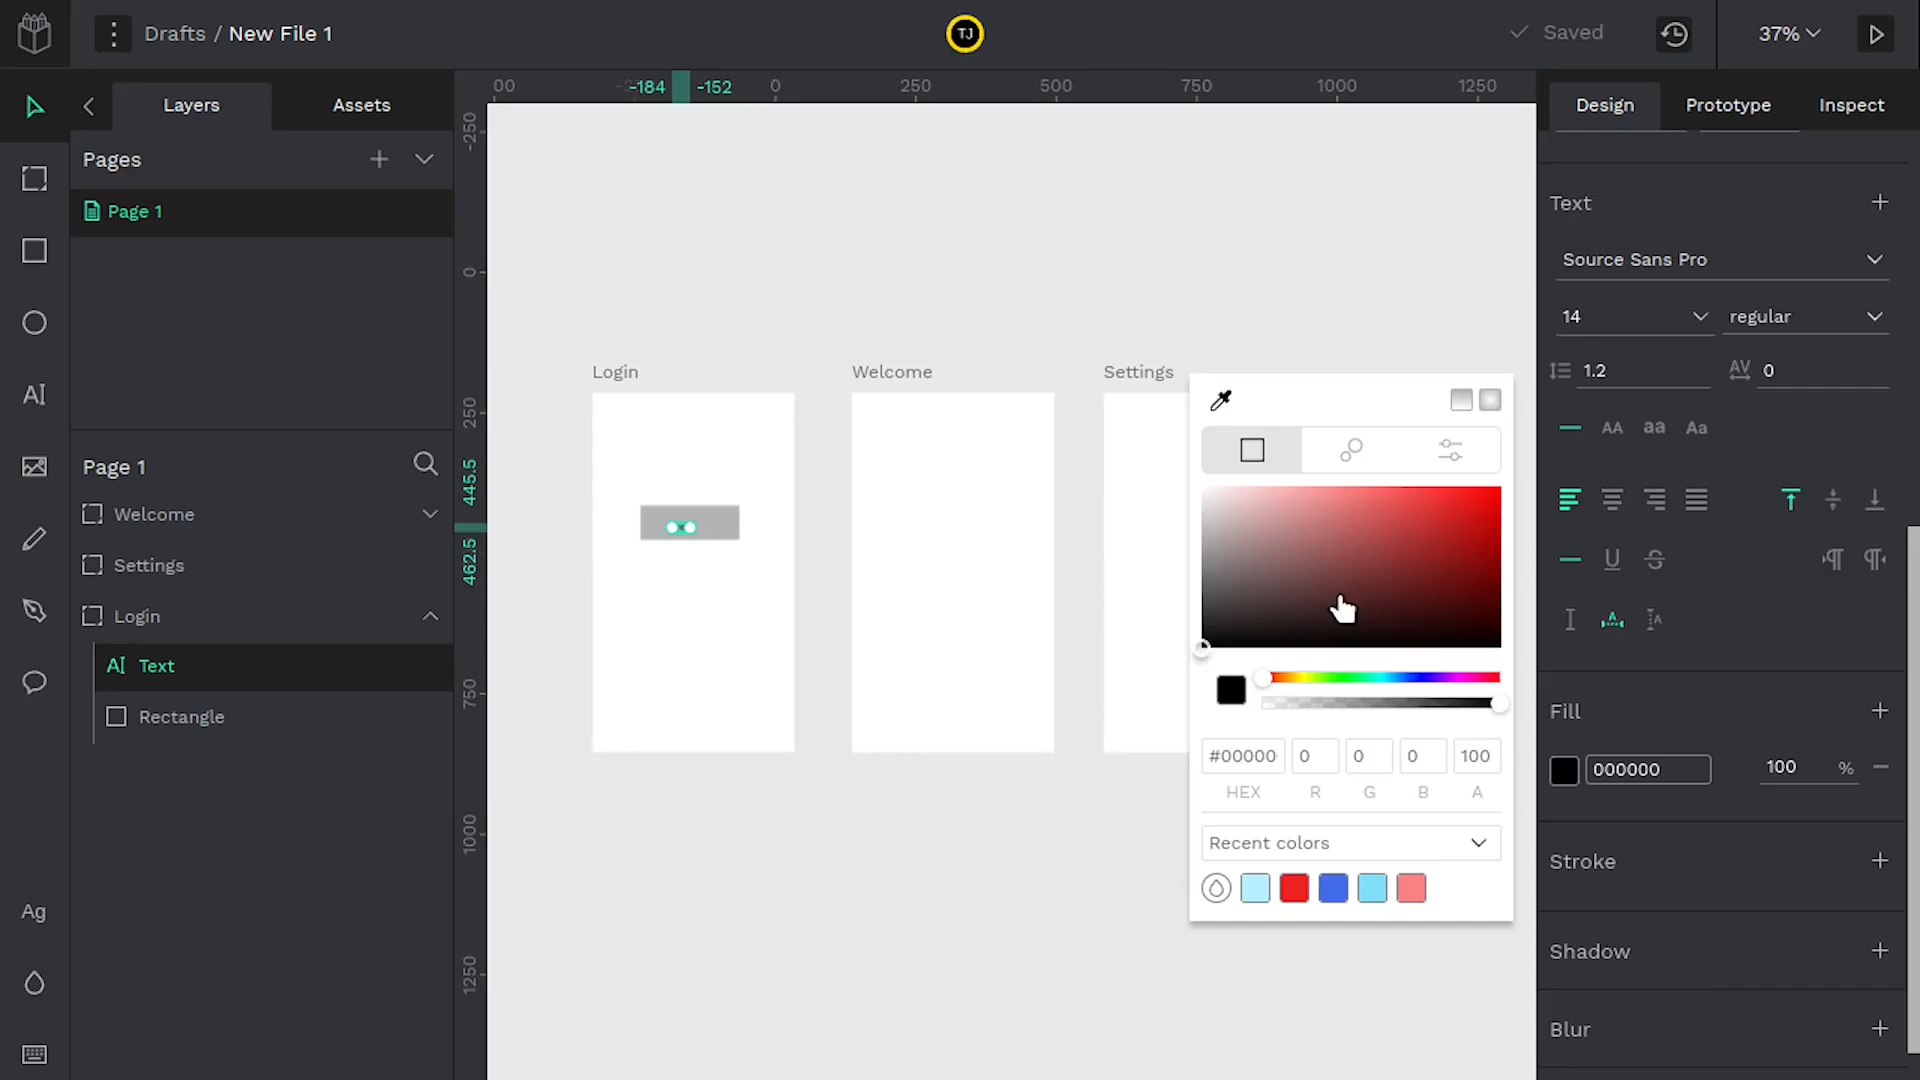 Drafts / New File 1
TJ
Saved
37%
Layers
Assets
Pages
Page 1
Page 1
Welcome
Settings
Login
Text
Rectangle
Ag
00
-184
-152
0
250
500
750
1000
1250
-250
0
250
445.5
462.5
750
1000
1250
Login
Welcome
Settings
#00000
0
0
0
100
HEX
R
G
B
A
Recent colors
Design
Prototype
Inspect
Text
Source Sans Pro
14
regular
1.2
AV
0
AA
aa
Aa
Fill
000000
100
%
Stroke
Shadow
Blur